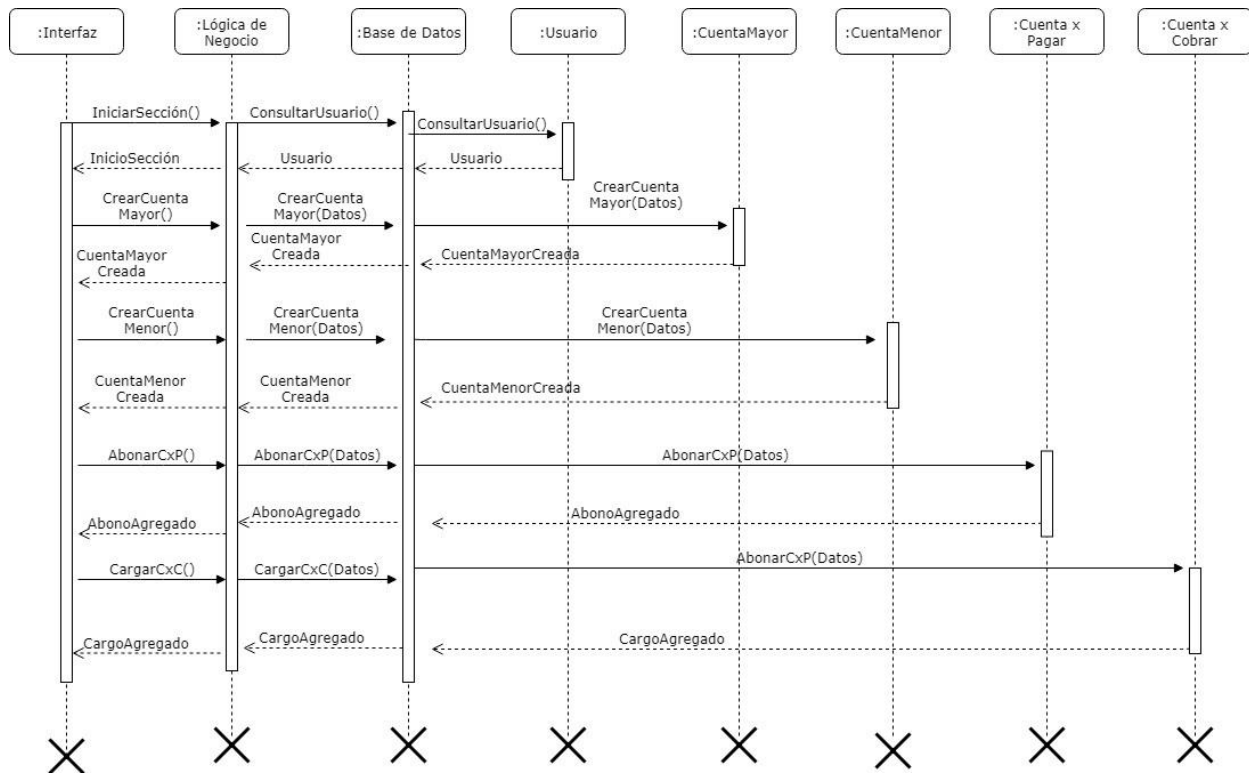 :Interfaz
:Lógica de
Negocio
:Base de Datos
:Usuario
:CuentaMayor
:CuentaMenor
:Cuenta x
Pagar
:Cuenta x
Cobrar
IniciarSección()
ConsultarUsuario()
ConsultarUsuario()
InicioSección
Usuario
Usuario
CrearCuenta
Mayor()
CrearCuenta
Mayor(Datos)
CrearCuenta
Mayor(Datos)
CuentaMayor
Creada
CuentaMayor
Creada
CuentaMayorCreada
CrearCuenta
Menor()
CrearCuenta
Menor(Datos)
CrearCuenta
Menor(Datos)
CuentaMenor
Creada
CuentaMenor
Creada
CuentaMenorCreada
AbonarCxP()
AbonarCxP(Datos)
AbonarCxP(Datos)
AbonoAgregado
AbonoAgregado
AbonoAgregado
CargarCxC()
CargarCxC(Datos)
AbonarCxP(Datos)
CargoAgregado
CargoAgregado
CargoAgregado